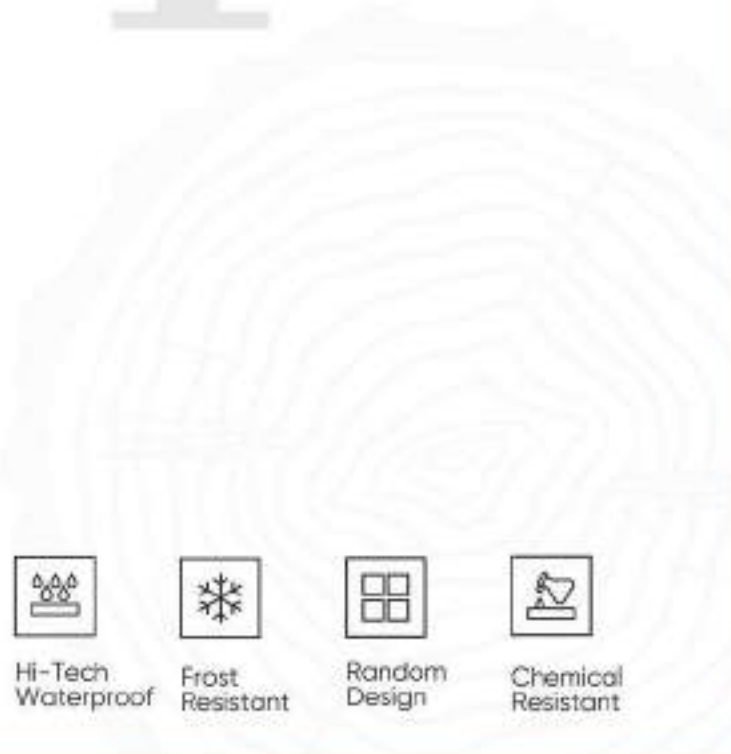 Hi-Tech
Waterproof
Frost
Resistant
Random
Design
Chemical
Resistant